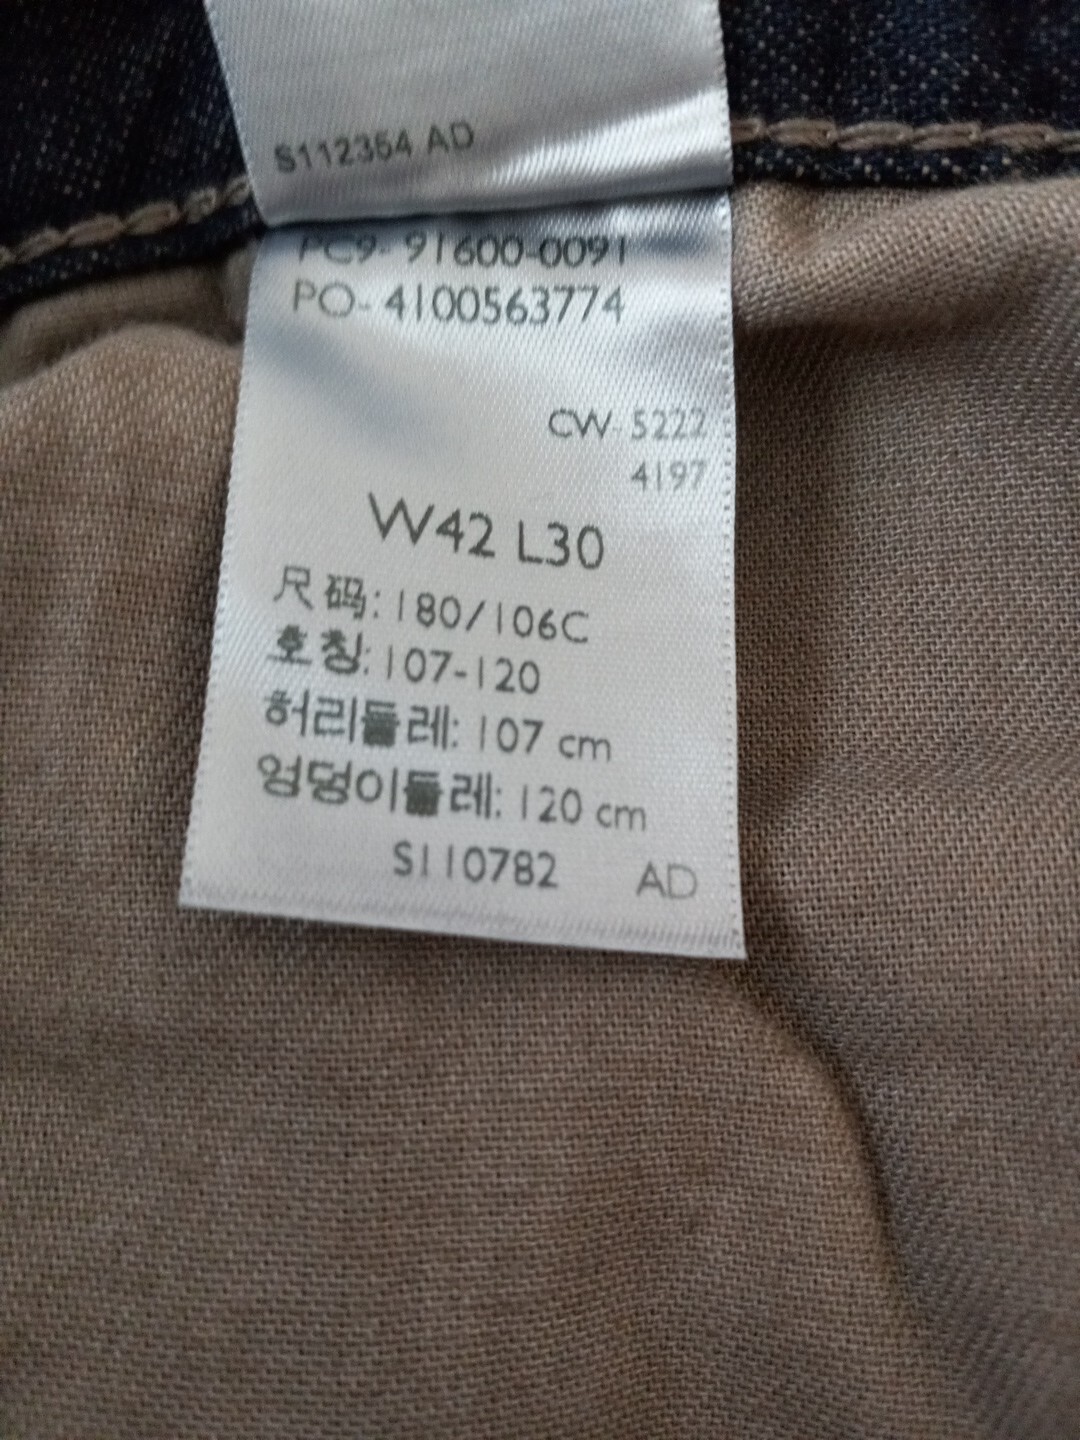 S112354 AD
PC9- 91600-0091
PO- 4100563774
CW- 5222
4197
W42 L30
尺码: 180/106C
호칭: 107-120
허리둘레: 107 cm
엉덩이둘레: 120 cm
S110782 AD